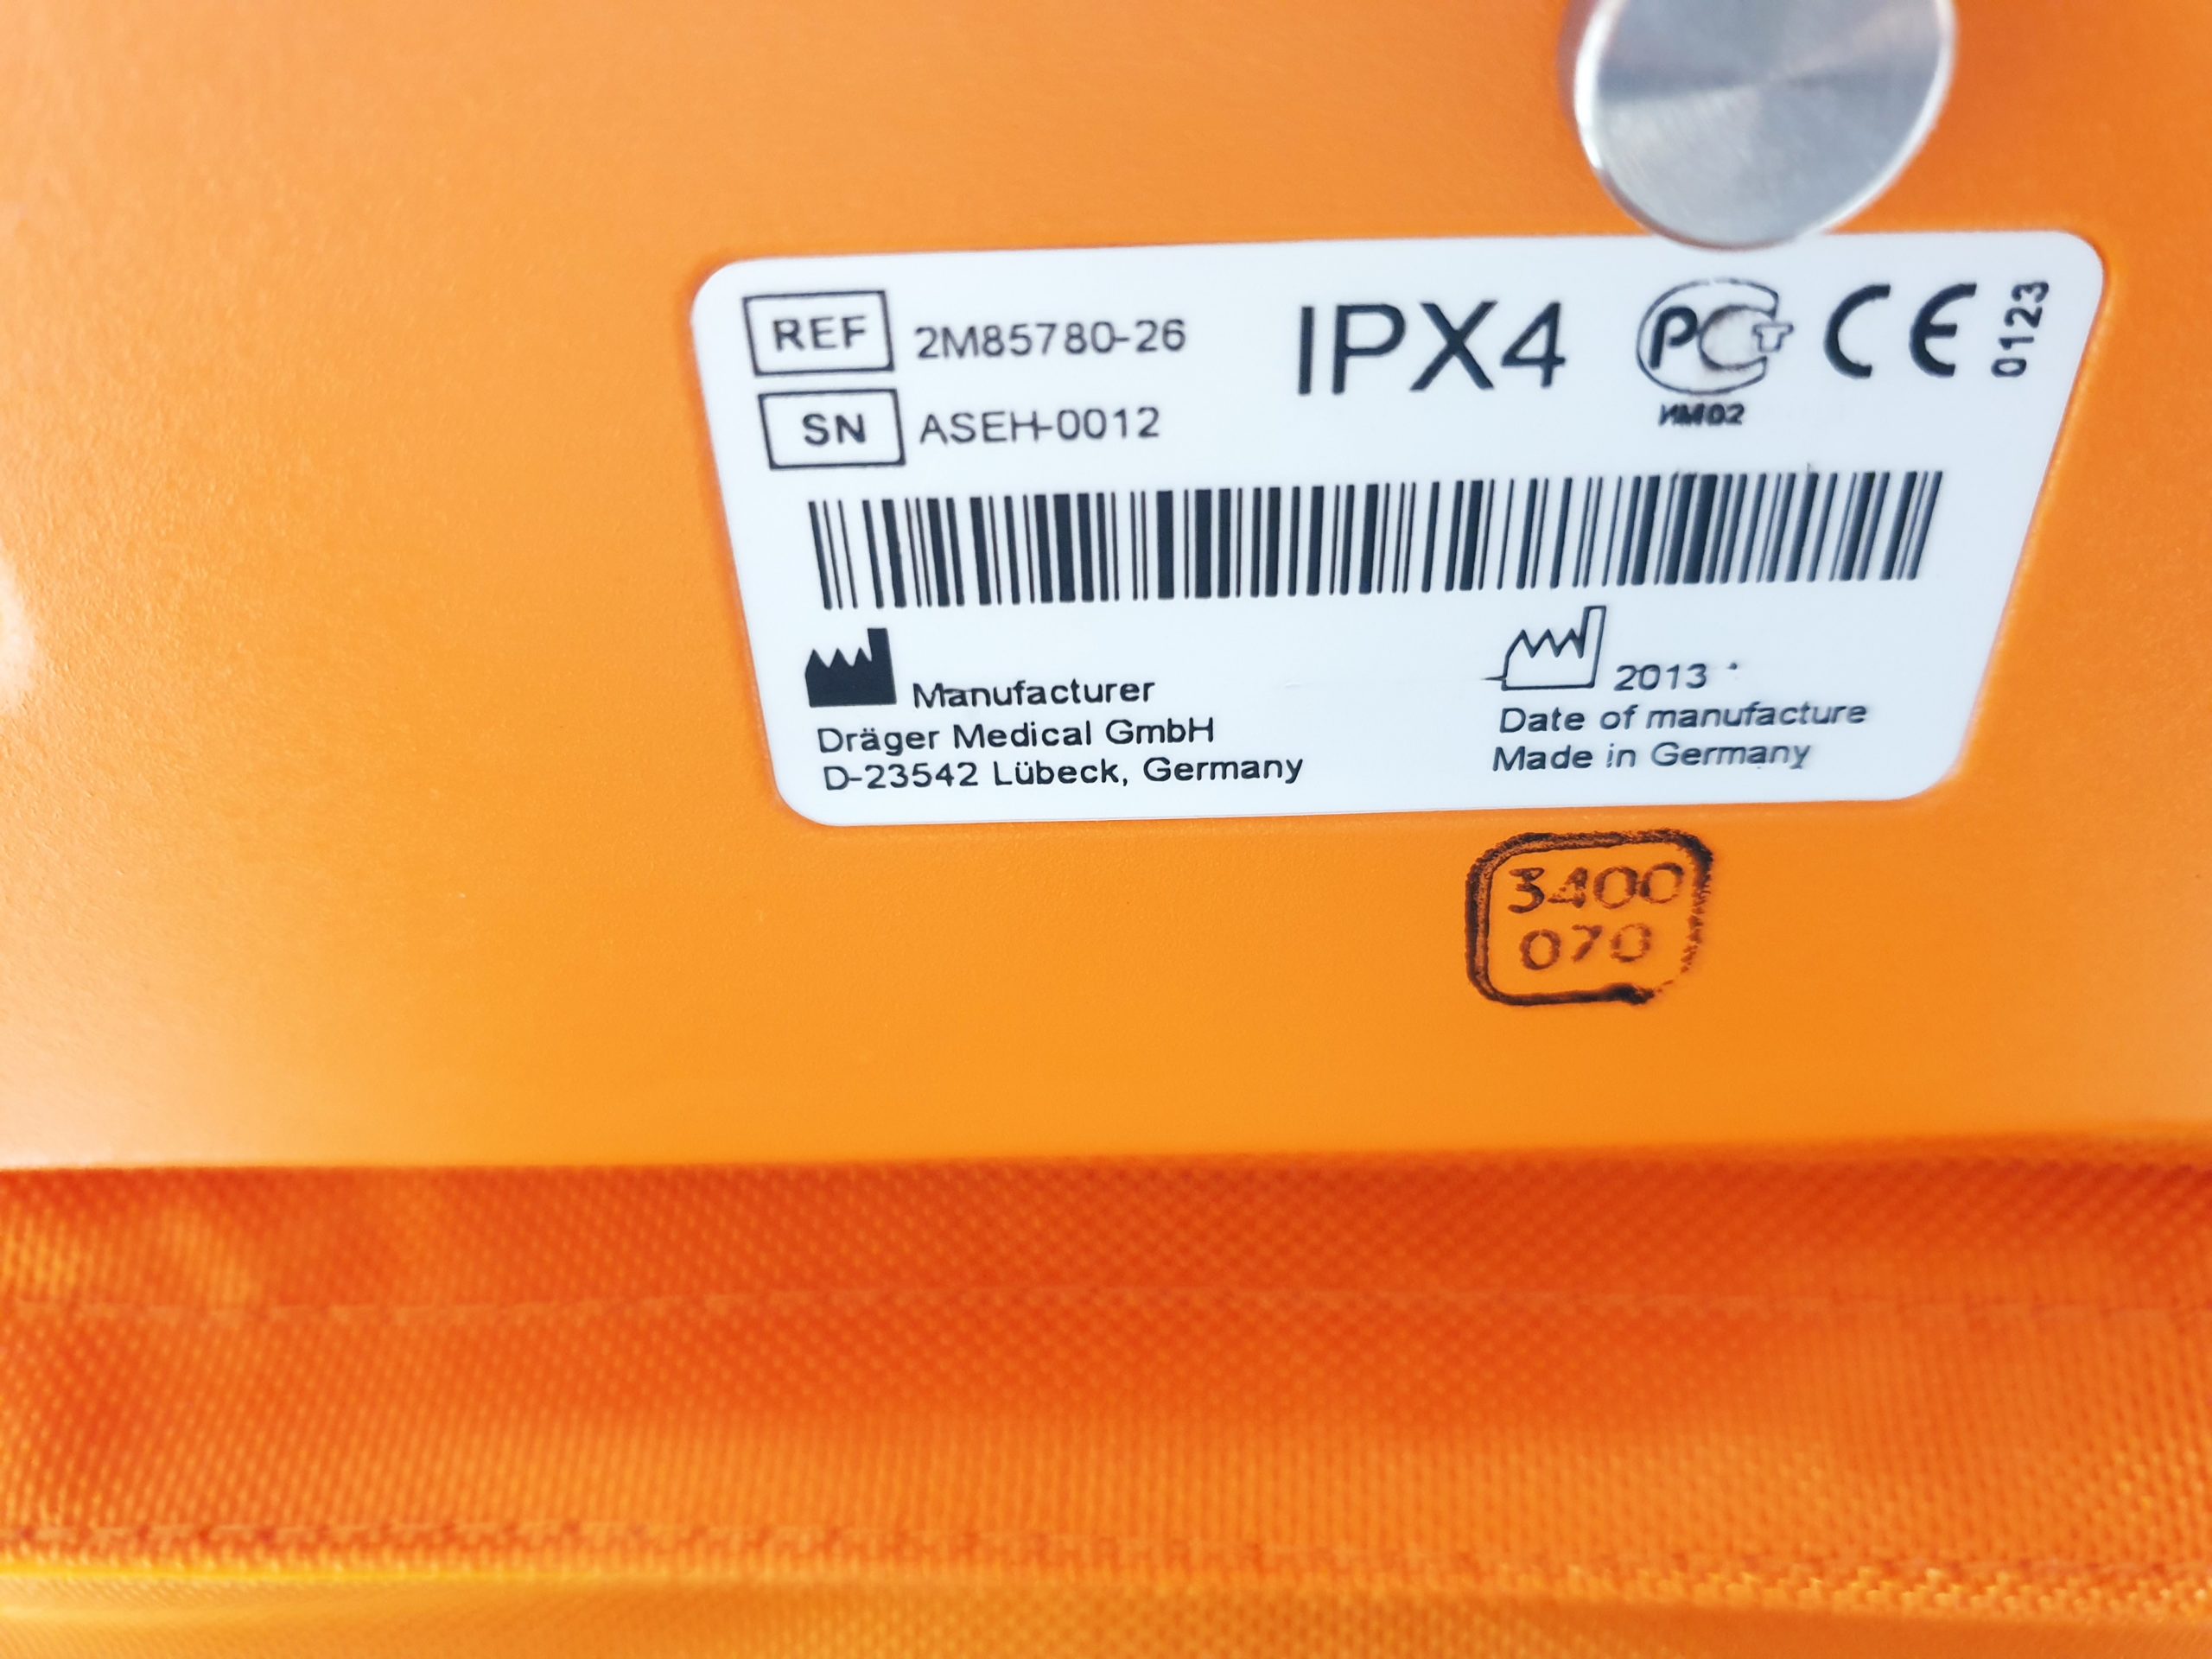 REF 2M85780-26
SN ASEH-0012
IPX4
РСТ
ИМ02
CE 0123
Manufacturer
Dräger Medical GmbH
D-23542 Lübeck, Germany
2013
Date of manufacture
Made in Germany
3400
070